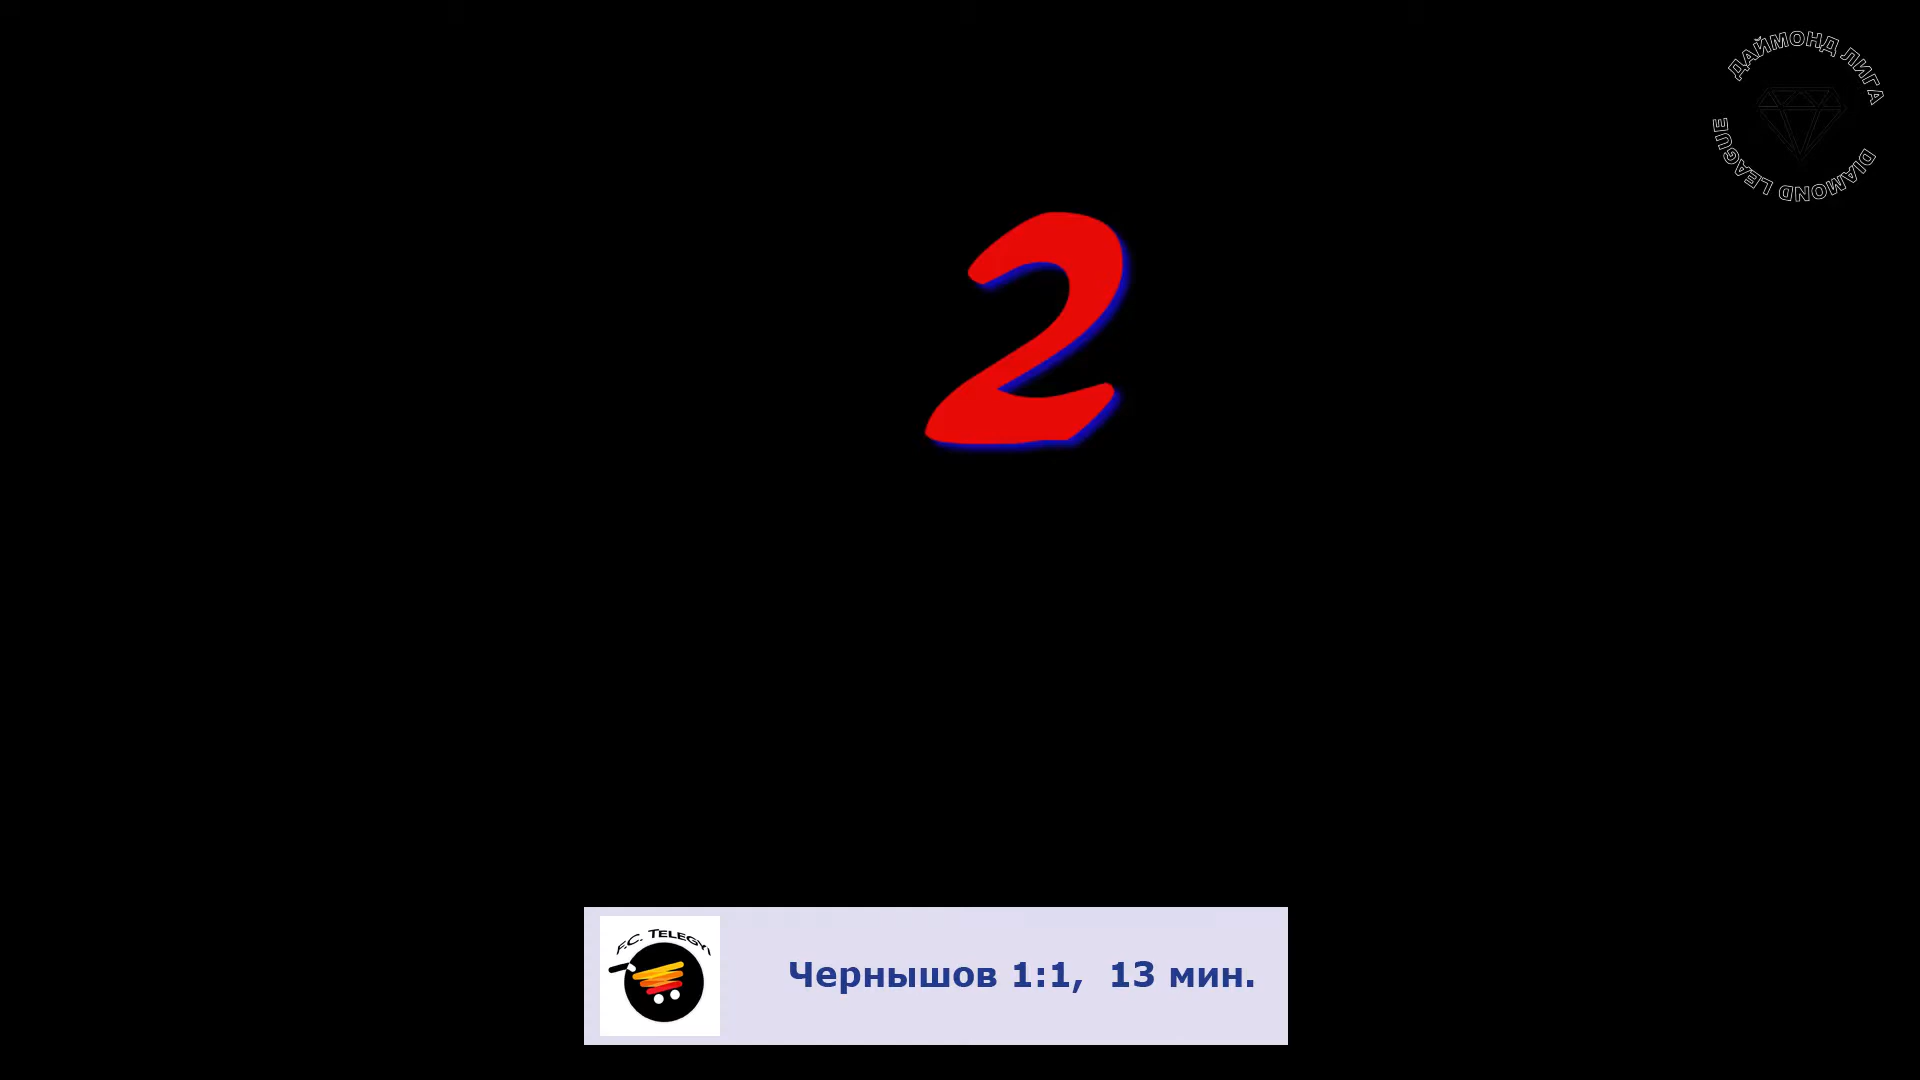 ДАЙМОНД ЛИГА
DIAMOND LEAGUE
2
F.C. TELEGYI
Чернышов 1:1, 13 мин.